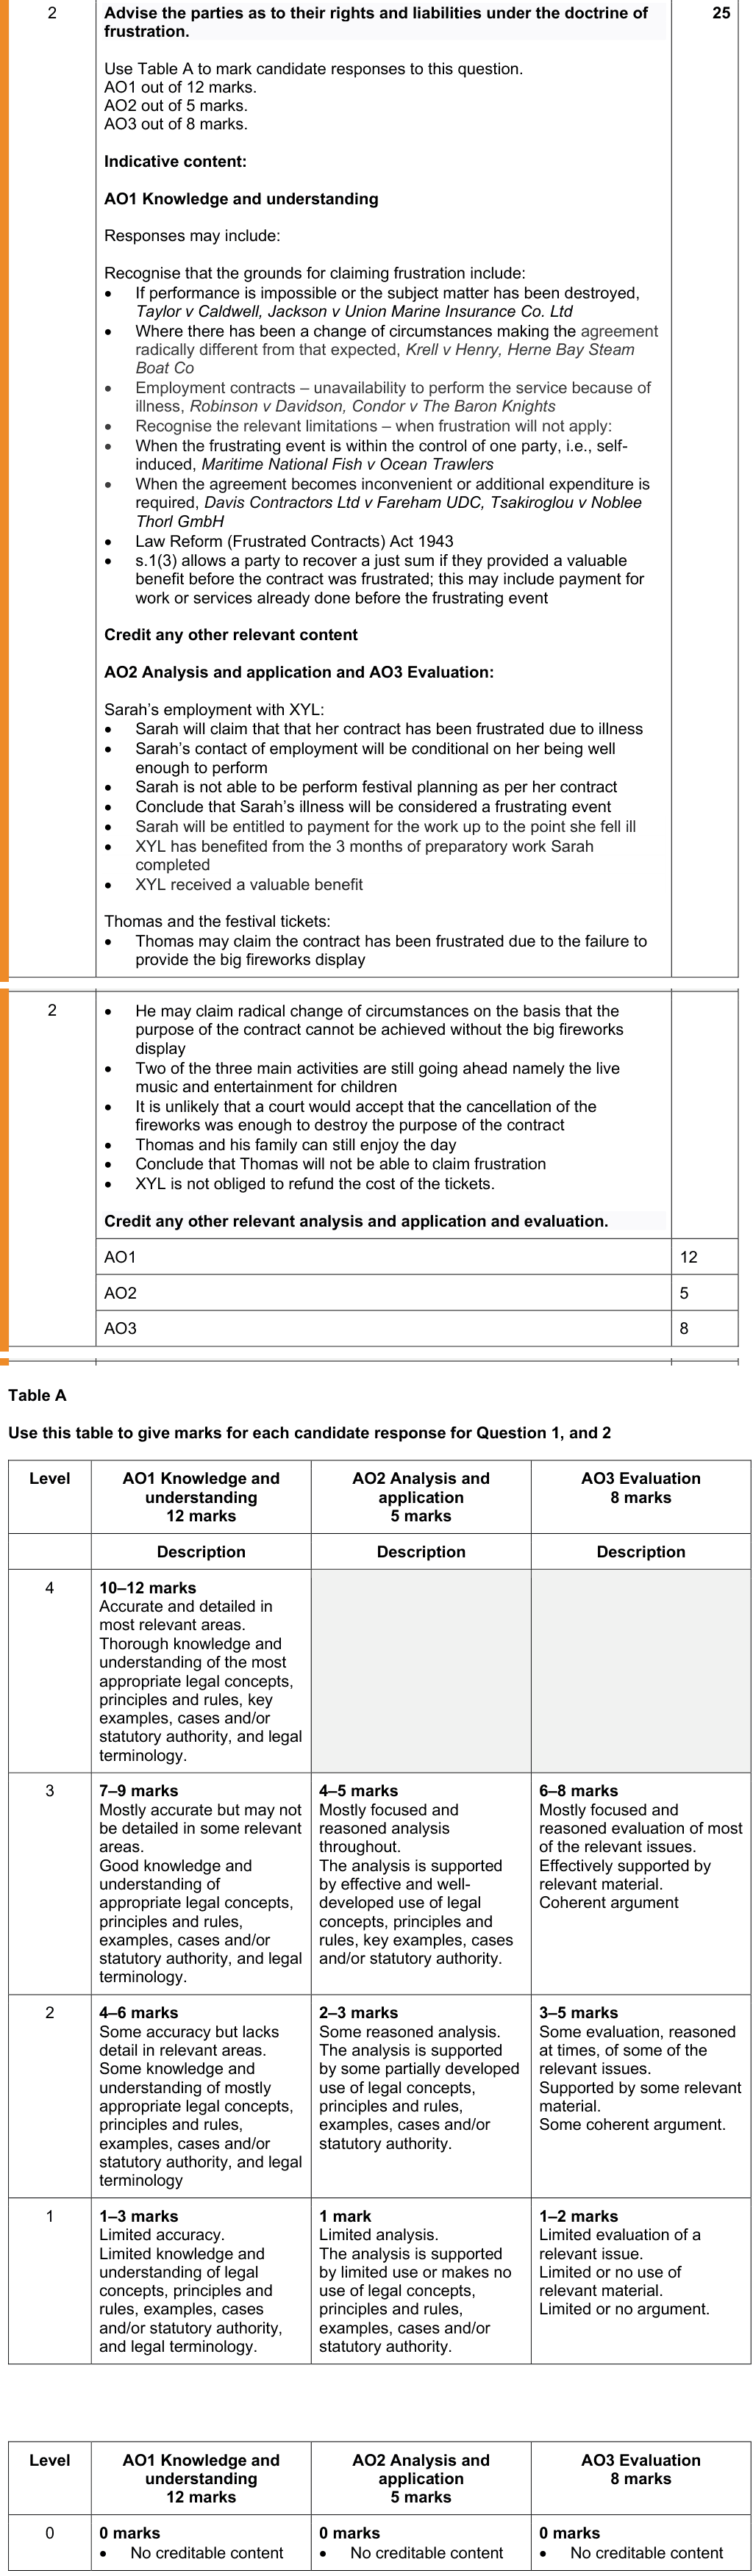 2
Advise the parties as to their rights and liabilities under the doctrine of
frustration.
25
Use Table A to mark candidate responses to this question.
AO1 out of 12 marks.
AO2 out of 5 marks.
AO3 out of 8 marks.
Indicative content:
AO1 Knowledge and understanding
Responses may include:
Recognise that the grounds for claiming frustration include:
• If performance is impossible or the subject matter has been destroyed,
Taylor v Caldwell, Jackson v Union Marine Insurance Co. Ltd
• Where there has been a change of circumstances making the agreement
radically different from that expected, Krell v Henry, Herne Bay Steam
Boat Co
• Employment contracts – unavailability to perform the service because of
illness, Robinson v Davidson, Condor v The Baron Knights
• Recognise the relevant limitations – when frustration will not apply:
• When the frustrating event is within the control of one party, i.e., self-
induced, Maritime National Fish v Ocean Trawlers
• When the agreement becomes inconvenient or additional expenditure is
required, Davis Contractors Ltd v Fareham UDC, Tsakiroglou v Noblee
Thorl GmbH
• Law Reform (Frustrated Contracts) Act 1943
• s.1(3) allows a party to recover a just sum if they provided a valuable
benefit before the contract was frustrated; this may include payment for
work or services already done before the frustrating event
Credit any other relevant content
AO2 Analysis and application and AO3 Evaluation:
Sarah's employment with XYL:
• Sarah will claim that that her contract has been frustrated due to illness
• Sarah's contact of employment will be conditional on her being well
enough to perform
• Sarah is not able to be perform festival planning as per her contract
• Conclude that Sarah's illness will be considered a frustrating event
• Sarah will be entitled to payment for the work up to the point she fell ill
• XYL has benefited from the 3 months of preparatory work Sarah
completed
• XYL received a valuable benefit
Thomas and the festival tickets:
• Thomas may claim the contract has been frustrated due to the failure to
provide the big fireworks display
2
• He may claim radical change of circumstances on the basis that the
purpose of the contract cannot be achieved without the big fireworks
display
• Two of the three main activities are still going ahead namely the live
music and entertainment for children
• It is unlikely that a court would accept that the cancellation of the
fireworks was enough to destroy the purpose of the contract
• Thomas and his family can still enjoy the day
• Conclude that Thomas will not be able to claim frustration
• XYL is not obliged to refund the cost of the tickets.
Credit any other relevant analysis and application and evaluation.
AO1 12
AO2 5
AO3 8
Table A
Use this table to give marks for each candidate response for Question 1, and 2
Level
AO1 Knowledge and
understanding
12 marks
AO2 Analysis and
application
5 marks
AO3 Evaluation
8 marks
Description
Description
Description
4
10–12 marks
Accurate and detailed in
most relevant areas.
Thorough knowledge and
understanding of the most
appropriate legal concepts,
principles and rules, key
examples, cases and/or
statutory authority, and legal
terminology.
3
7–9 marks
Mostly accurate but may not
be detailed in some relevant
areas.
Good knowledge and
understanding of
appropriate legal concepts,
principles and rules,
examples, cases and/or
statutory authority, and legal
terminology.
4–5 marks
Mostly focused and
reasoned analysis
throughout.
The analysis is supported
by effective and well-
developed use of legal
concepts, principles and
rules, key examples, cases
and/or statutory authority.
6–8 marks
Mostly focused and
reasoned evaluation of most
of the relevant issues.
Effectively supported by
relevant material.
Coherent argument
2
4–6 marks
Some accuracy but lacks
detail in relevant areas.
Some knowledge and
understanding of mostly
appropriate legal concepts,
principles and rules,
examples, cases and/or
statutory authority, and legal
terminology
2–3 marks
Some reasoned analysis.
The analysis is supported
by some partially developed
use of legal concepts,
principles and rules,
examples, cases and/or
statutory authority.
3–5 marks
Some evaluation, reasoned
at times, of some of the
relevant issues.
Supported by some relevant
material.
Some coherent argument.
1
1–3 marks
Limited accuracy.
Limited knowledge and
understanding of legal
concepts, principles and
rules, examples, cases
and/or statutory authority,
and legal terminology.
1 mark
Limited analysis.
The analysis is supported
by limited use or makes no
use of legal concepts,
principles and rules,
examples, cases and/or
statutory authority.
1–2 marks
Limited evaluation of a
relevant issue.
Limited or no use of
relevant material.
Limited or no argument.
Level
AO1 Knowledge and
understanding
12 marks
AO2 Analysis and
application
5 marks
AO3 Evaluation
8 marks
0
0 marks
• No creditable content
0 marks
• No creditable content
0 marks
• No creditable content